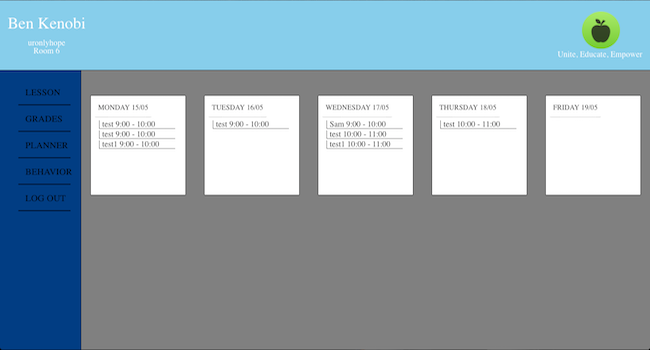 Ben Kenobi
uronlyhope
Room 6
Unite, Educate, Empower
LESSON
GRADES
PLANNER
BEHAVIOR
LOG OUT
MONDAY 15/05
test 9:00 - 10:00
test 9:00 - 10:00
test1 9:00 - 10:00
TUESDAY 16/05
test 9:00 - 10:00
WEDNESDAY 17/05
Sam 9:00 - 10:00
test 10:00 - 11:00
test1 10:00 - 11:00
THURSDAY 18/05
test 10:00 - 11:00
FRIDAY 19/05